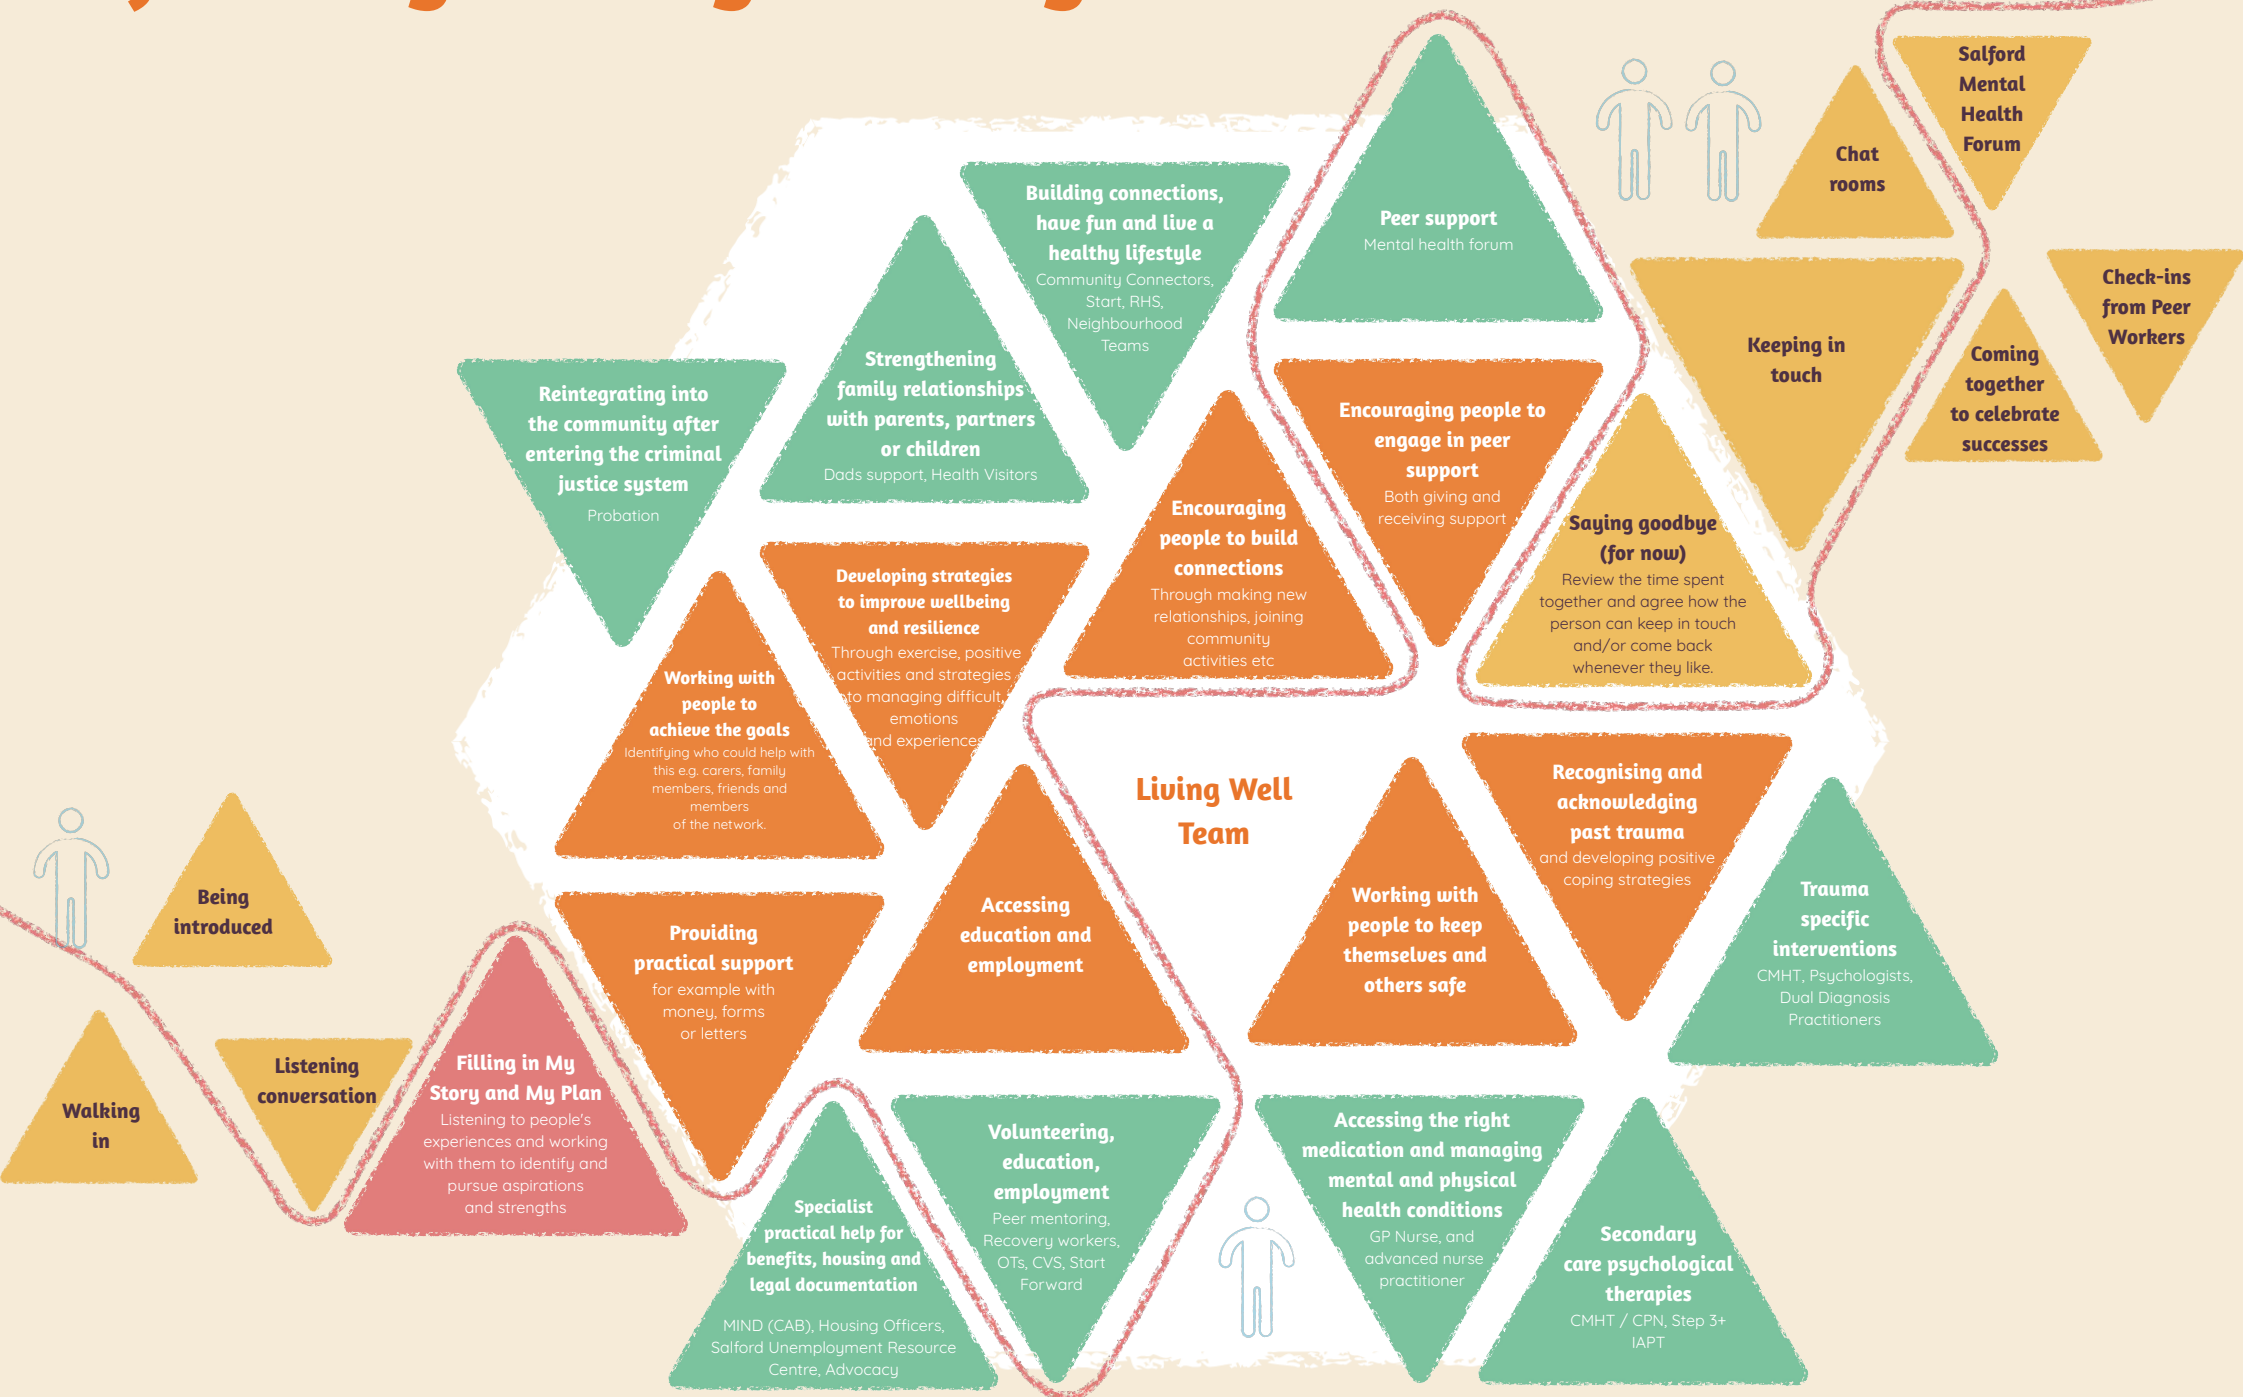 Salford
Mental
Health
Forum
Chat
rooms
Check-ins
from Peer
Workers
Coming
together
to celebrate
successes
Keeping in
touch
Peer support
Mental health forum
Building connections,
have fun and live a
healthy lifestyle
Community Connectors,
Start, RHS,
Neighbourhood
Teams
Strengthening
family relationships
with parents, partners
or children
Dads support, Health Visitors
Reintegrating into
the community after
entering the criminal
justice system
Probation
Encouraging people to
engage in peer
support
Both giving and
receiving support
Encouraging
people to build
connections
Through making new
relationships, joining
community
activities etc
Saying goodbye
(for now)
Review the time spent
together and agree how the
person can keep in touch
and/or come back
whenever they like.
Developing strategies
to improve wellbeing
and resilience
Through exercise, positive
activities and strategies
to managing difficult,
emotions
and experiences
Working with
people to
achieve the goals
Identifying who could help with
this e.g. carers, family
members, friends and
members
of the network.
Living Well
Team
Recognising and
acknowledging
past trauma
and developing positive
coping strategies
Working with
people to keep
themselves and
others safe
Trauma
specific
interventions
CMHT, Psychologists,
Dual Diagnosis
Practitioners
Accessing
education and
employment
Providing
practical support
for example with
money, forms
or letters
Being
introduced
Walking
in
Listening
conversation
Filling in My
Story and My Plan
Listening to people's
experiences and working
with them to identify and
pursue aspirations
and strengths
Specialist
practical help for
benefits, housing and
legal documentation
MIND (CAB), Housing Officers,
Salford Unemployment Resource
Centre, Advocacy
Volunteering,
education,
employment
Peer mentoring,
Recovery workers,
OTs, CVS, Start
Forward
Accessing the right
medication and managing
mental and physical
health conditions
GP Nurse, and
advanced nurse
practitioner
Secondary
care psychological
therapies
CMHT / CPN, Step 3+
IAPT